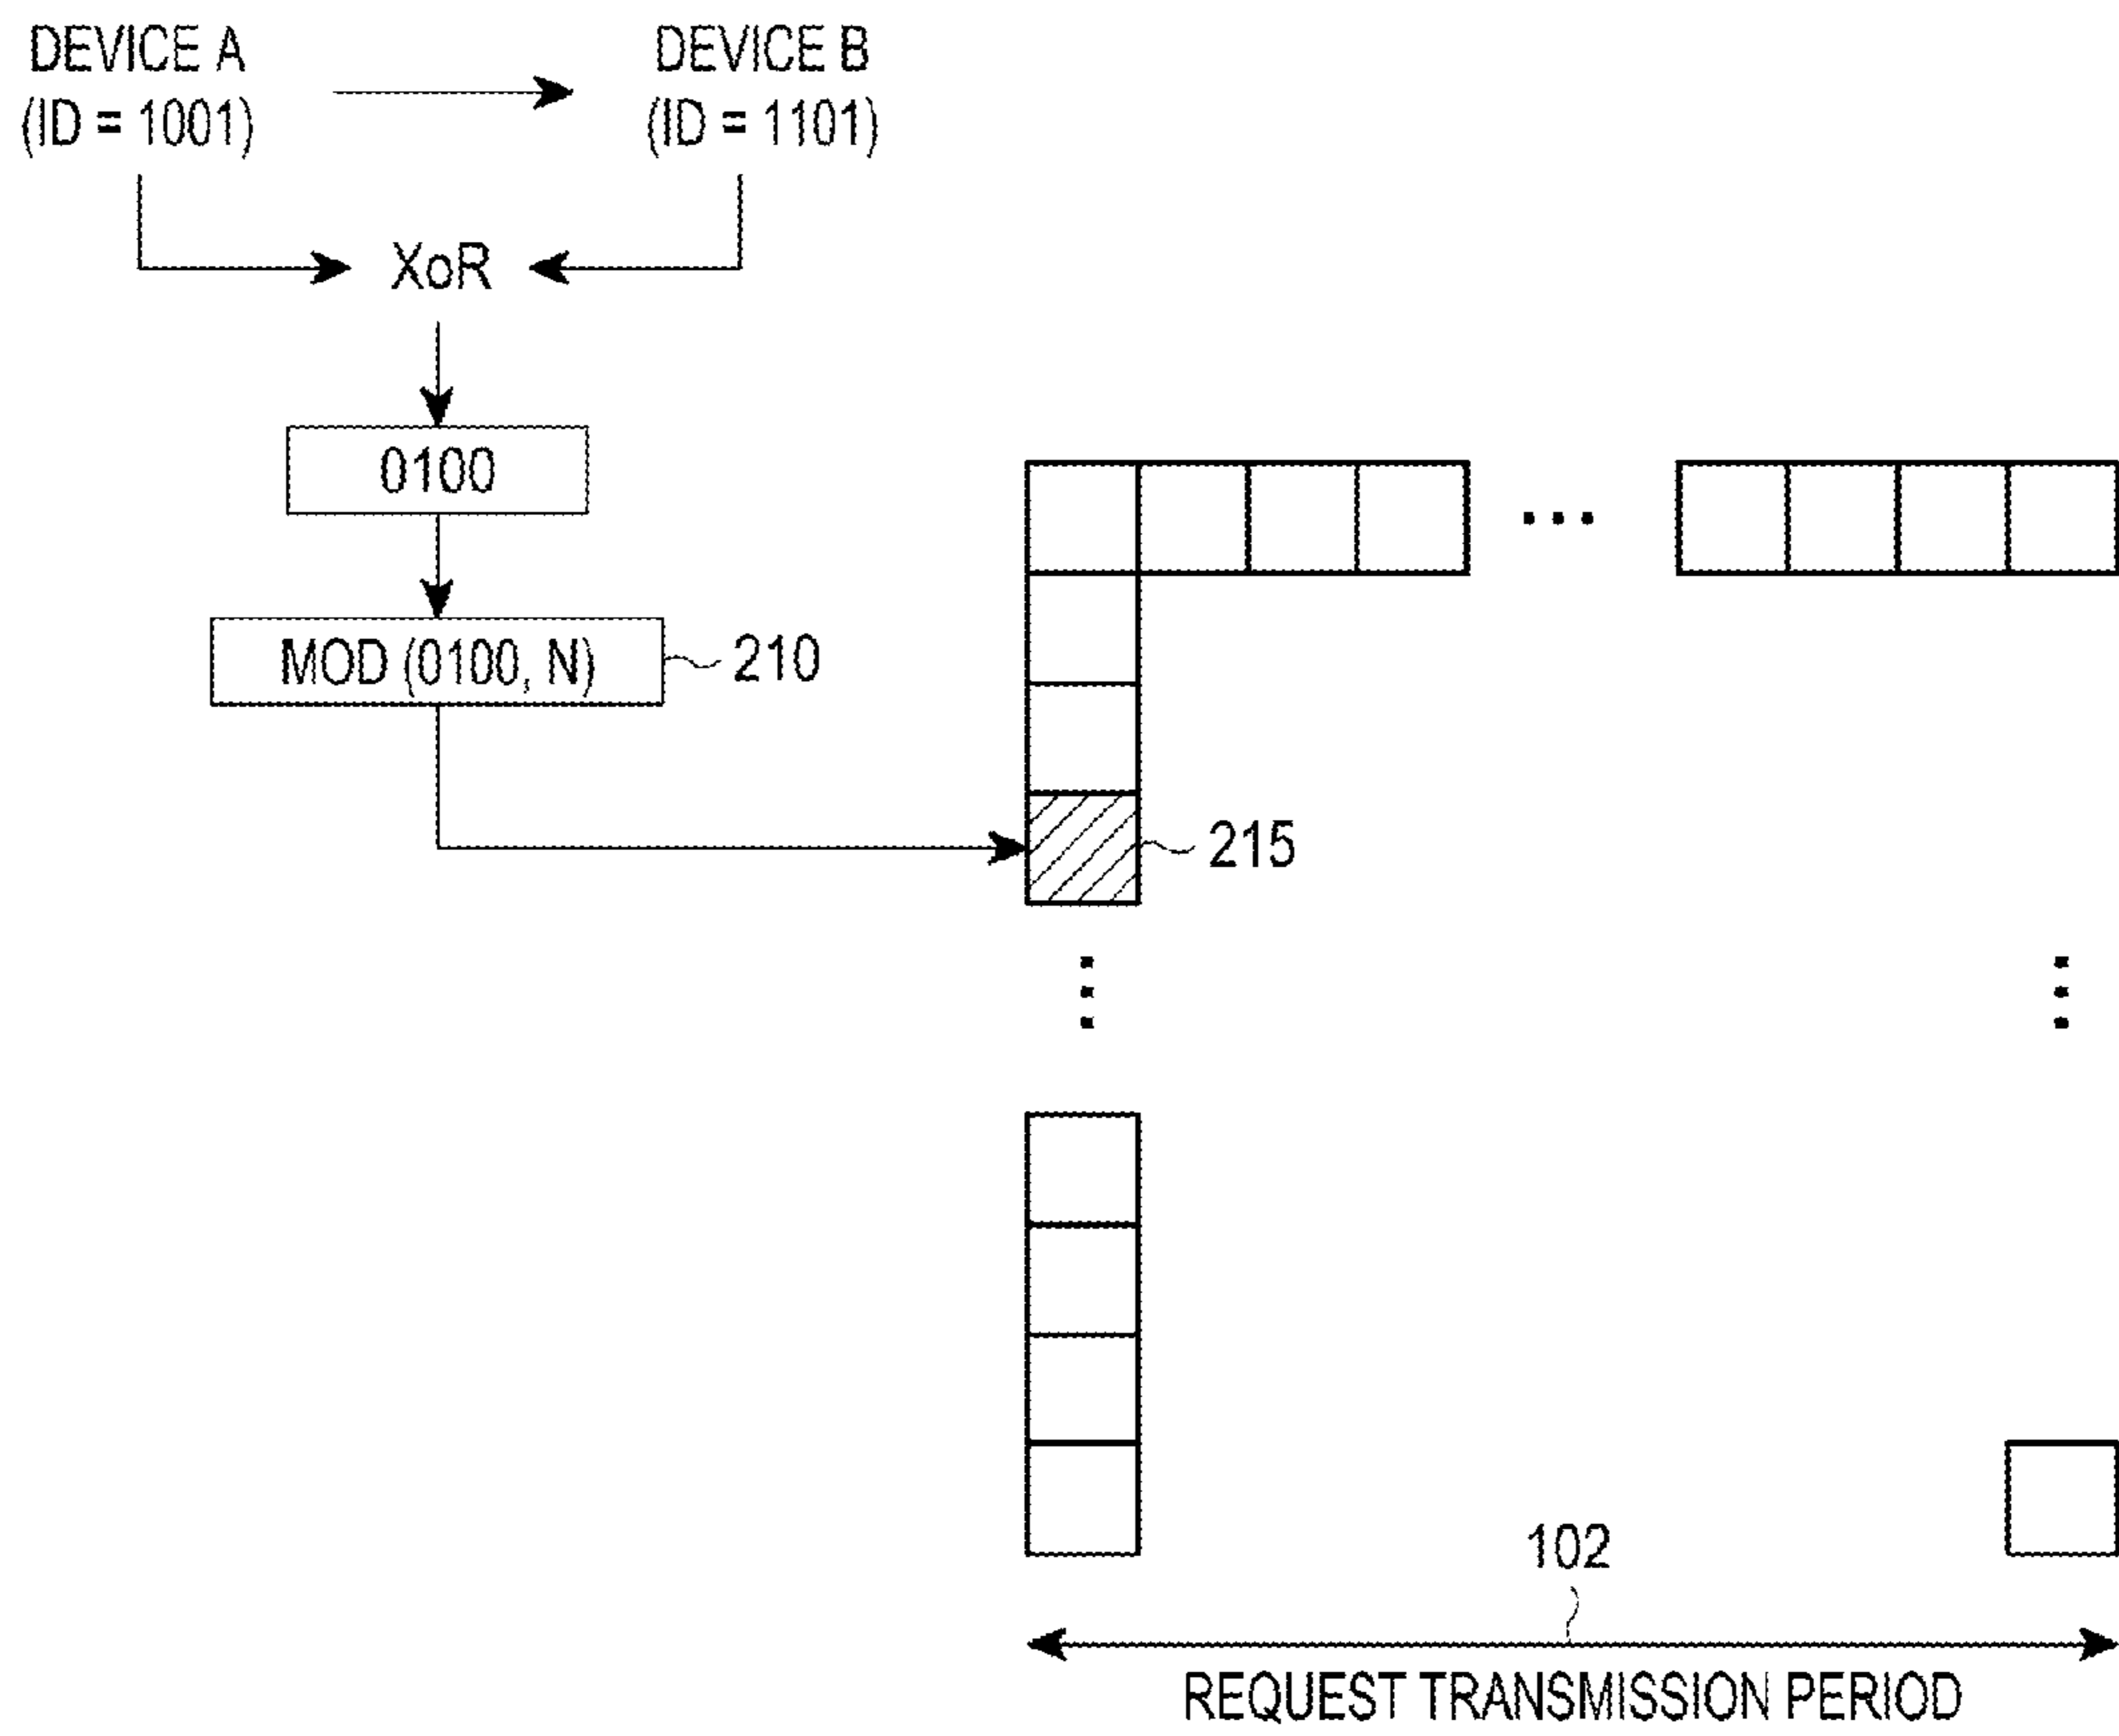 DEVICE A
(ID = 1001)
DEVICE B
(ID = 1101)
XoR
0100
MOD (0100, N)
210
215
102
REQUEST TRANSMISSION PERIOD